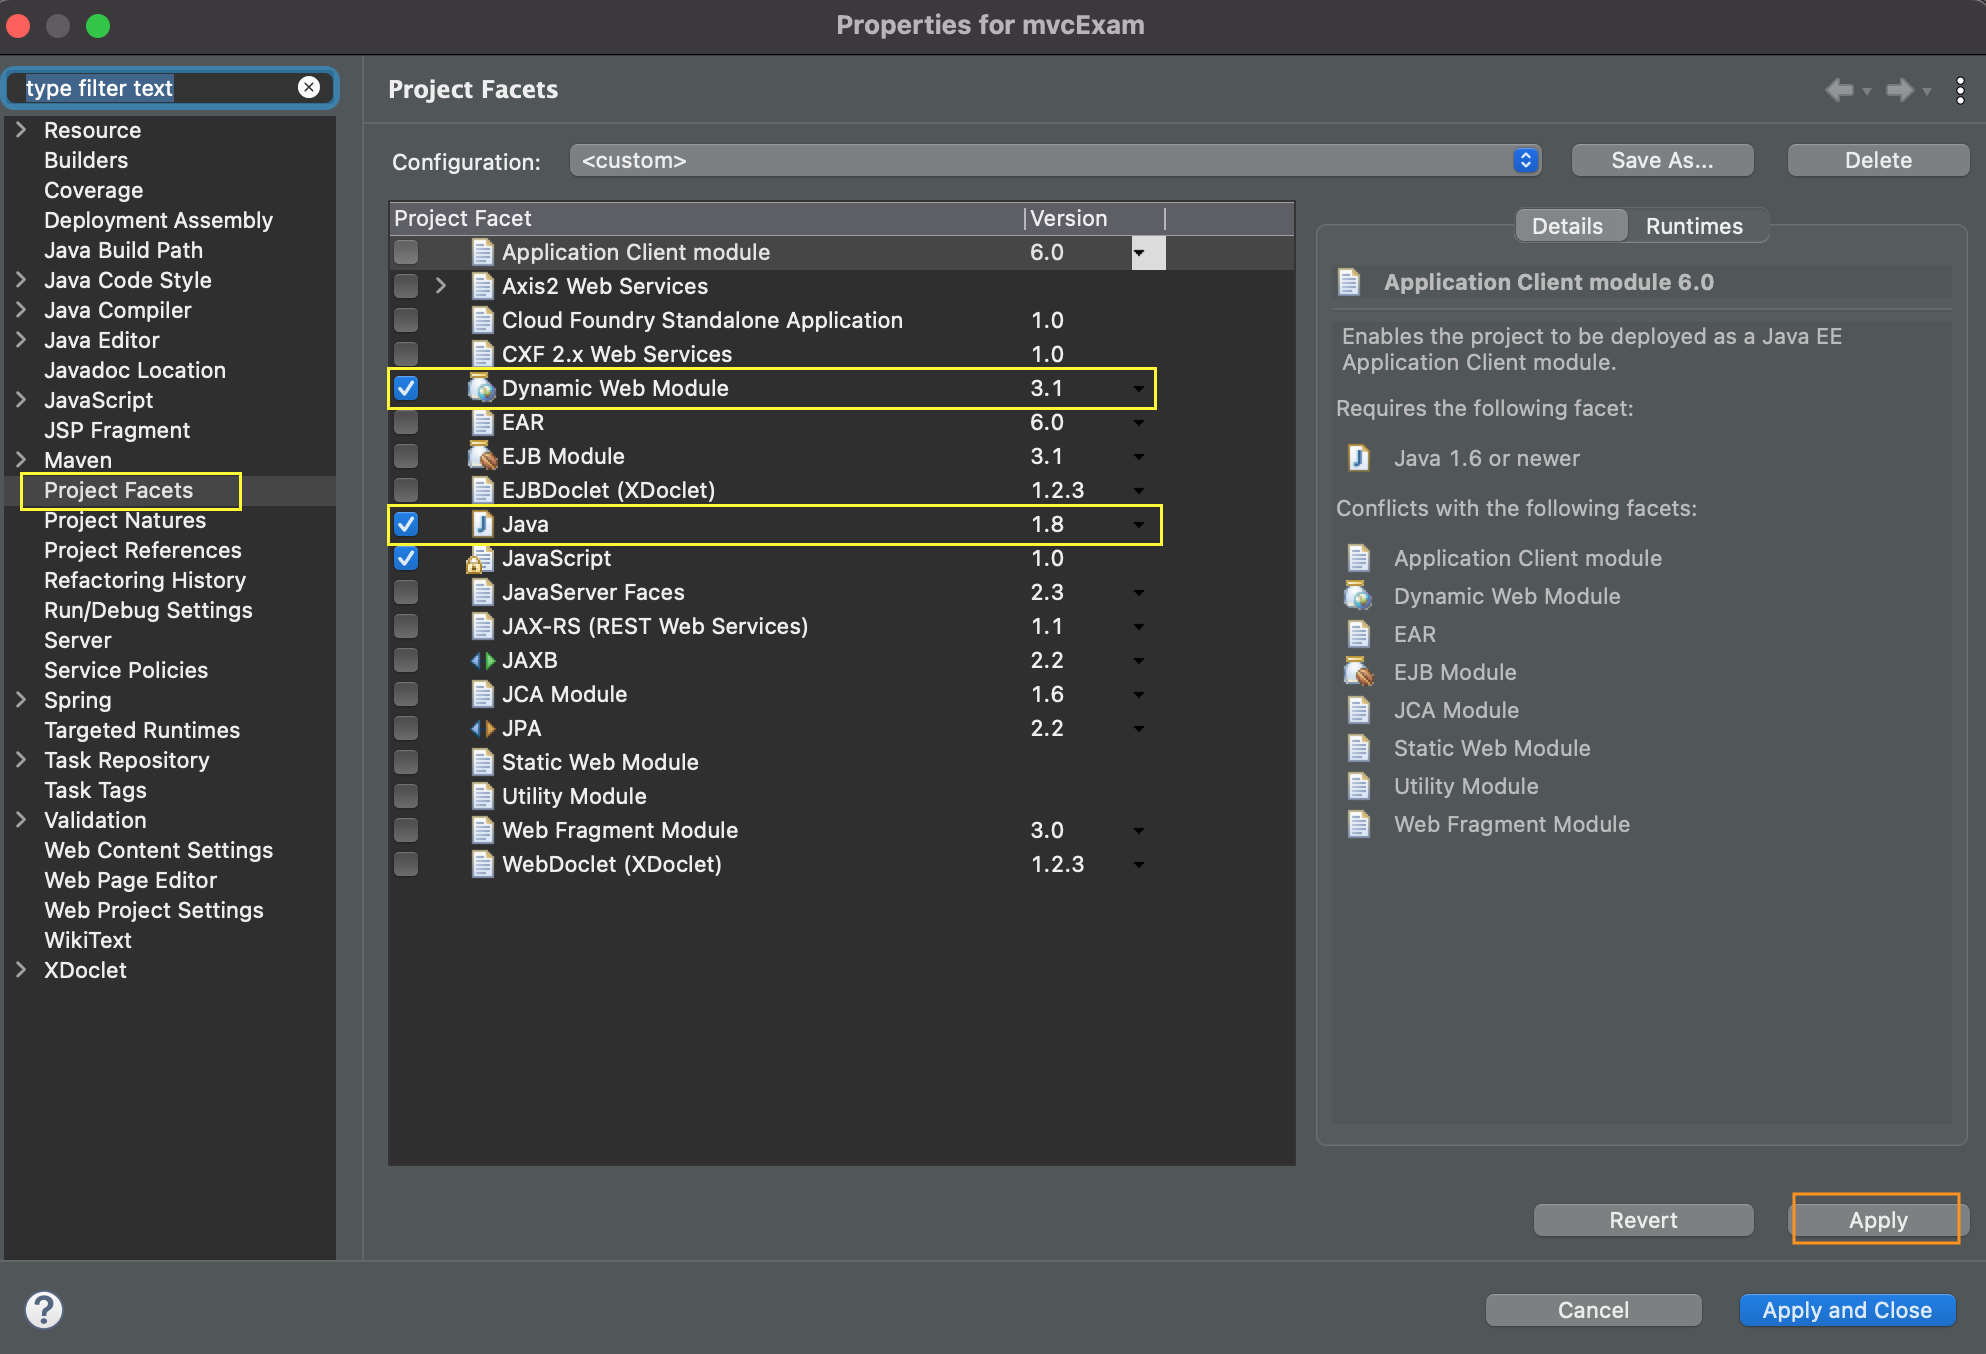 Properties for mvcExam
type filter text
Resource
Builders
Coverage
Deployment Assembly
Java Build Path
Java Code Style
Java Compiler
Java Editor
Javadoc Location
JavaScript
JSP Fragment
Maven
Project Facets
Project Natures
Project References
Refactoring History
Run/Debug Settings
Server
Service Policies
Spring
Targeted Runtimes
Task Repository
Task Tags
Validation
Web Content Settings
Web Page Editor
Web Project Settings
WikiText
XDoclet
Project Facets
Configuration: <custom> Save As... Delete
Project Facet Version
Application Client module 6.0
Axis2 Web Services
Cloud Foundry Standalone Application 1.0
CXF 2.x Web Services 1.0
Dynamic Web Module 3.1
EAR 6.0
EJB Module 3.1
EJBDoclet (XDoclet) 1.2.3
Java 1.8
JavaScript 1.0
JavaServer Faces 2.3
JAX-RS (REST Web Services) 1.1
JAXB 2.2
JCA Module 1.6
JPA 2.2
Static Web Module
Utility Module
Web Fragment Module 3.0
WebDoclet (XDoclet) 1.2.3
Details Runtimes
Application Client module 6.0
Enables the project to be deployed as a Java EE
Application Client module.
Requires the following facet:
Java 1.6 or newer
Conflicts with the following facets:
Application Client module
Dynamic Web Module
EAR
EJB Module
JCA Module
Static Web Module
Utility Module
Web Fragment Module
Revert Apply
? Cancel Apply and Close